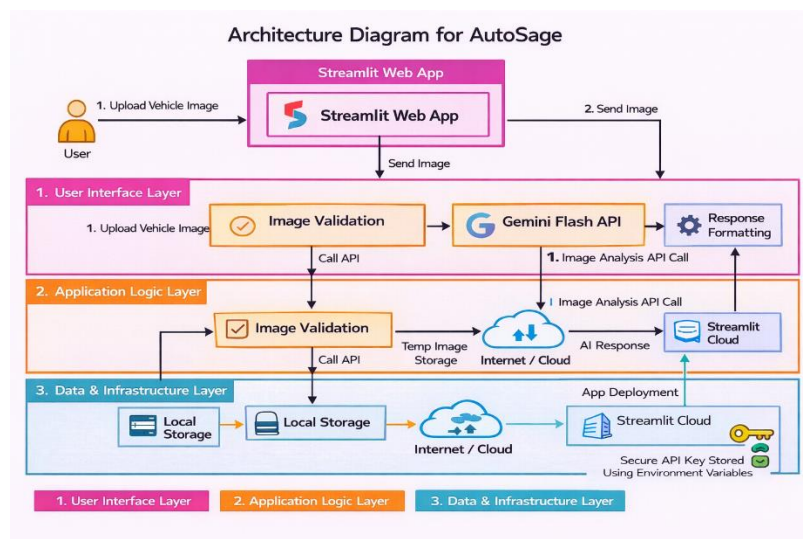 Architecture Diagram for AutoSage
Streamlit Web App
Streamlit Web App
1. Upload Vehicle Image
2. Send Image
User
Send Image
1. User Interface Layer
1. Upload Vehicle Image
Image Validation
Gemini Flash API
Response
Formatting
Call API
1. Image Analysis API Call
2. Application Logic Layer
Image Analysis API Call
Image Validation
Temp Image
Storage
Internet / Cloud
AI Response
Streamlit
Cloud
Call API
3. Data & Infrastructure Layer
App Deployment
Local
Storage
Local Storage
Internet / Cloud
Streamlit Cloud
Secure API Key Stored
Using Environment Variables
1. User Interface Layer
2. Application Logic Layer
3. Data & Infrastructure Layer